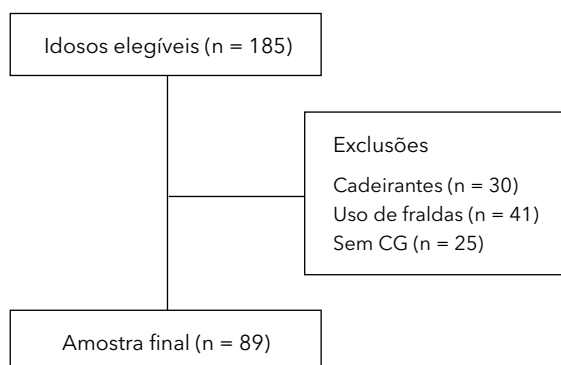 Idosos elegíveis (n = 185)
Exclusões
Cadeirantes (n = 30)
Uso de fraldas (n = 41)
Sem CG (n = 25)
Amostra final (n = 89)